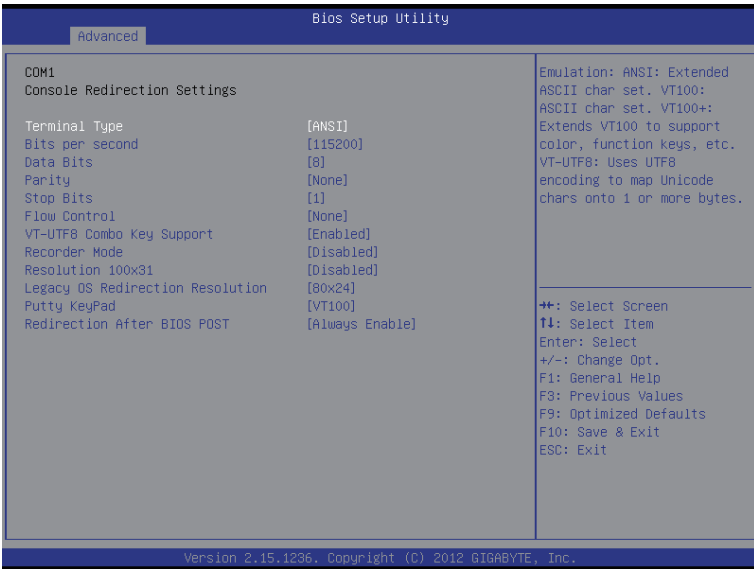 Bios Setup Utility
Advanced
COM1
Console Redirection Settings
Terminal Type [ANSI]
Bits per second [115200]
Data Bits [8]
Parity [None]
Stop Bits [1]
Flow Control [None]
VT-UTF8 Combo Key Support [Enabled]
Recorder Mode [Disabled]
Resolution 100x31 [Disabled]
Legacy OS Redirection Resolution [80x24]
Putty KeyPad [VT100]
Redirection After BIOS POST [Always Enable]
Emulation: ANSI: Extended
ASCII char set. VT100:
ASCII char set. VT100+:
Extends VT100 to support
color, function keys, etc.
VT-UTF8: Uses UTF8
encoding to map Unicode
chars onto 1 or more bytes.
→←: Select Screen
↑↓: Select Item
Enter: Select
+/-: Change Opt.
F1: General Help
F3: Previous Values
F9: Optimized Defaults
F10: Save & Exit
ESC: Exit
Version 2.15.1236. Copyright (C) 2012 GIGABYTE, Inc.